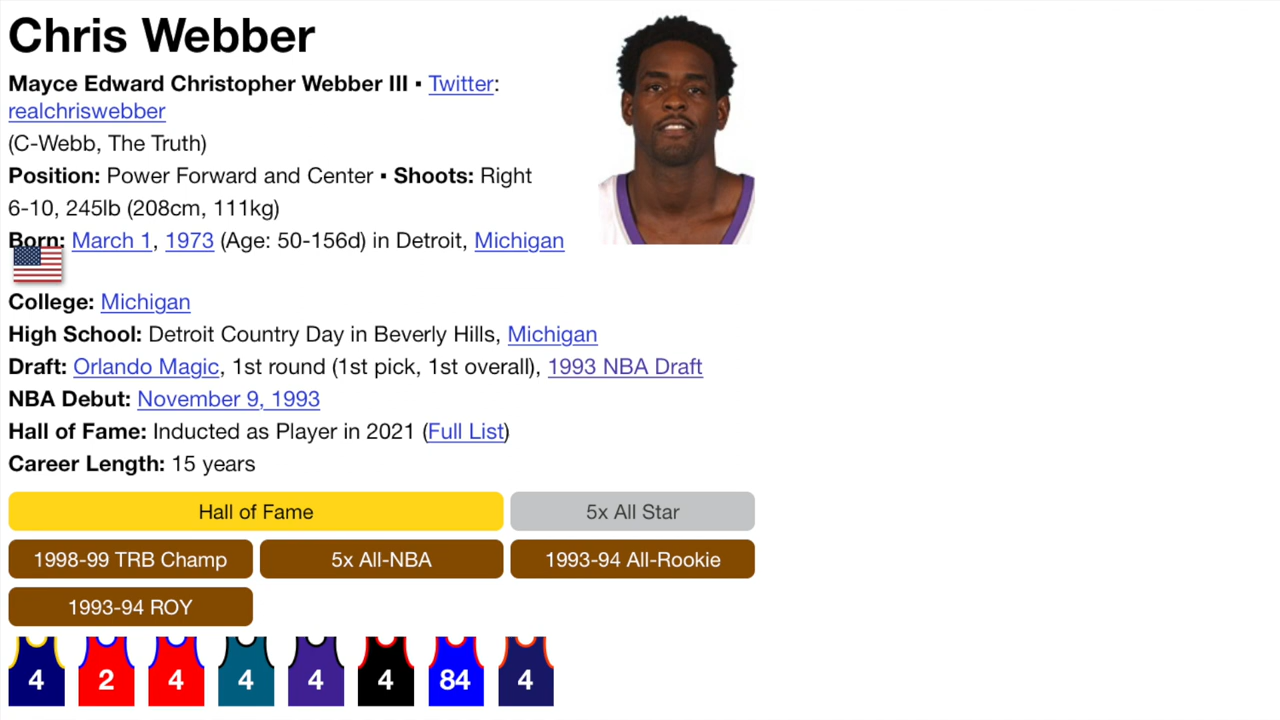 Chris Webber
Mayce Edward Christopher Webber III ▪ Twitter:
realchriswebber
(C-Webb, The Truth)
Position: Power Forward and Center ▪ Shoots: Right
6-10, 245lb (208cm, 111kg)
Born: March 1, 1973 (Age: 50-156d) in Detroit, Michigan
College: Michigan
High School: Detroit Country Day in Beverly Hills, Michigan
Draft: Orlando Magic, 1st round (1st pick, 1st overall), 1993 NBA Draft
NBA Debut: November 9, 1993
Hall of Fame: Inducted as Player in 2021 (Full List)
Career Length: 15 years
Hall of Fame 5x All Star
1998-99 TRB Champ 5x All-NBA 1993-94 All-Rookie
1993-94 ROY
4 2 4 4 4 4 84 4